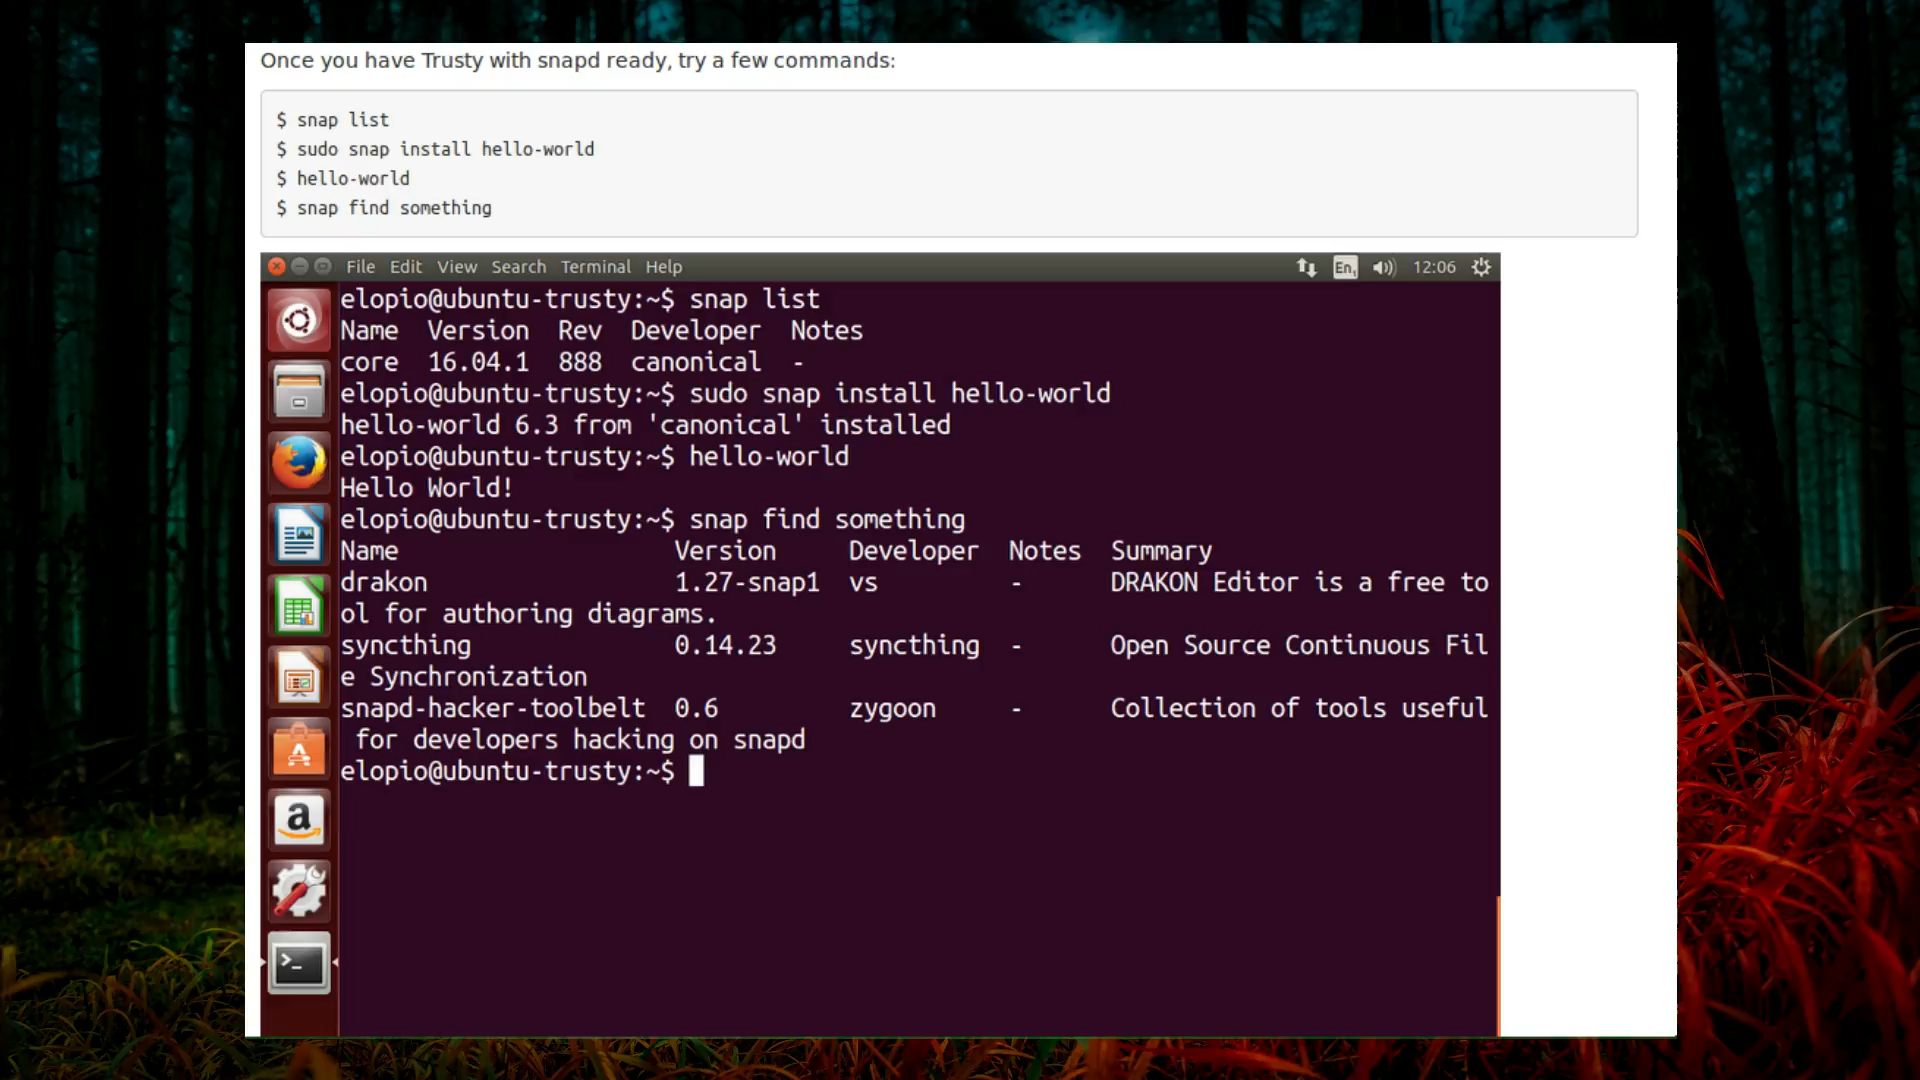 Once you have Trusty with snapd ready, try a few commands:
$ snap list
$ sudo snap install hello-world
$ hello-world
$ snap find something
File Edit View Search Terminal Help En1 12:06
elopio@ubuntu-trusty:~$ snap list
Name Version Rev Developer Notes
core 16.04.1 888 canonical -
elopio@ubuntu-trusty:~$ sudo snap install hello-world
hello-world 6.3 from 'canonical' installed
elopio@ubuntu-trusty:~$ hello-world
Hello World!
elopio@ubuntu-trusty:~$ snap find something
Name Version Developer Notes Summary
drakon 1.27-snap1 vs - DRAKON Editor is a free to
ol for authoring diagrams.
syncthing 0.14.23 syncthing - Open Source Continuous Fil
e Synchronization
snapd-hacker-toolbelt 0.6 zygoon - Collection of tools useful
for developers hacking on snapd
elopio@ubuntu-trusty:~$